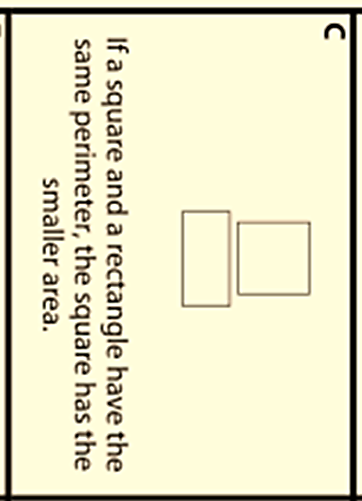 C
If a square and a rectangle have the
same perimeter, the square has the
smaller area.